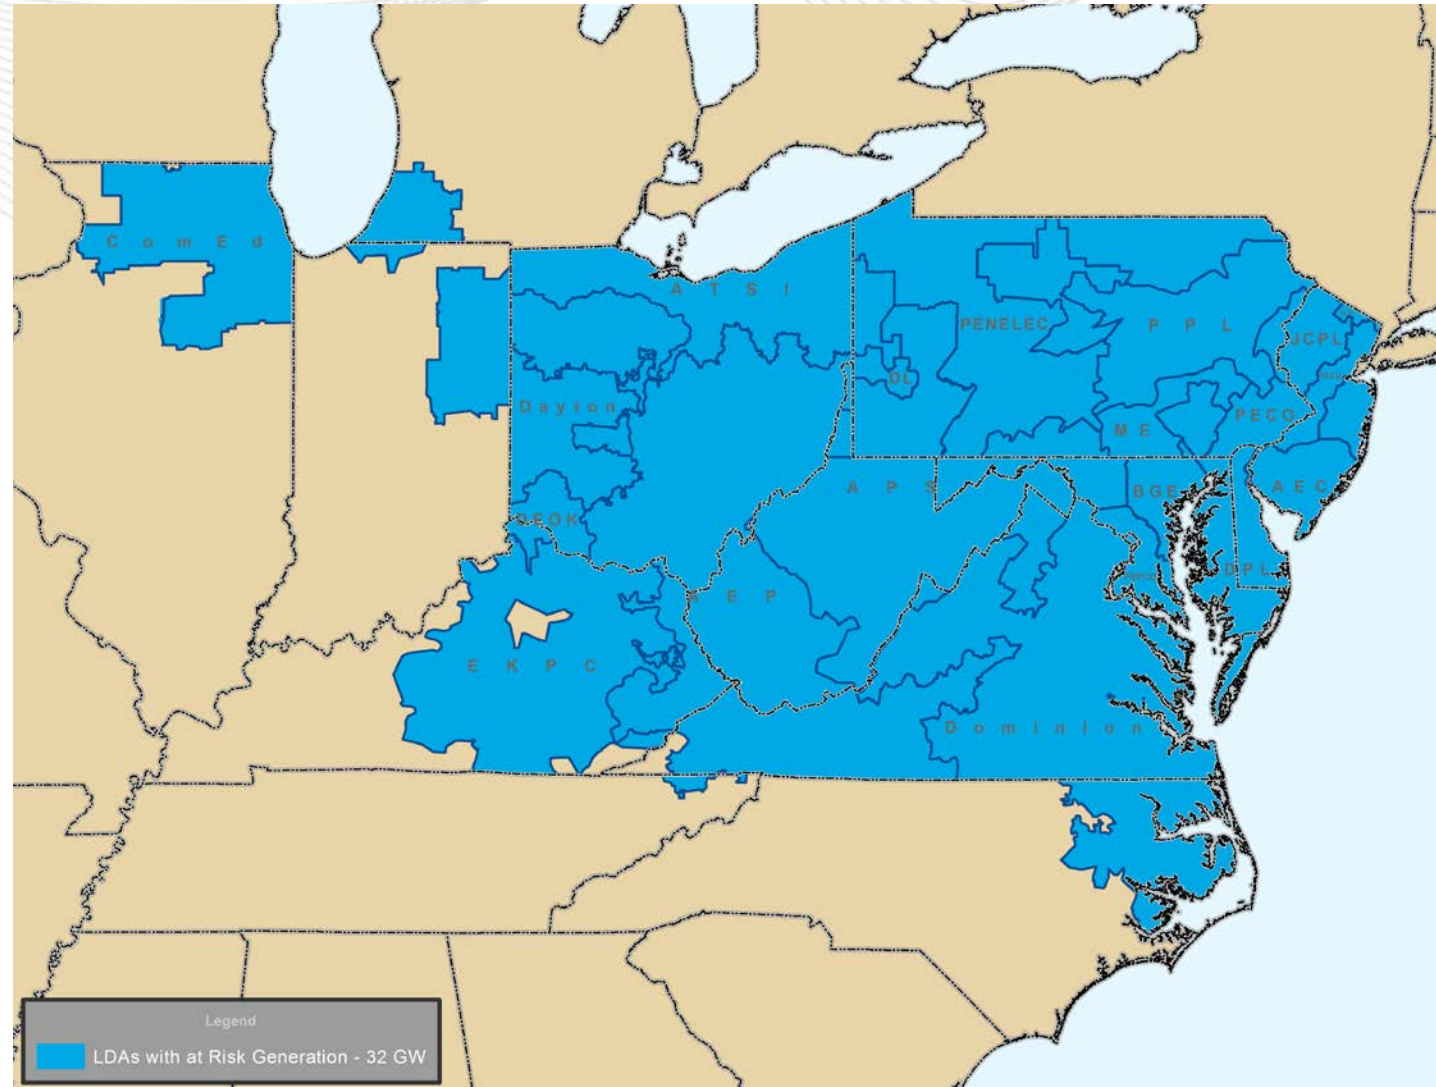 ComEd
ATSI
PENELEC
PPL
JCPL
DL
Dayton
ME
PECO
APS
BGE
AEC
DEOK
DPL
PEPCO
AEP
EKPC
Dominion
Legend
LDAs with at Risk Generation - 32 GW